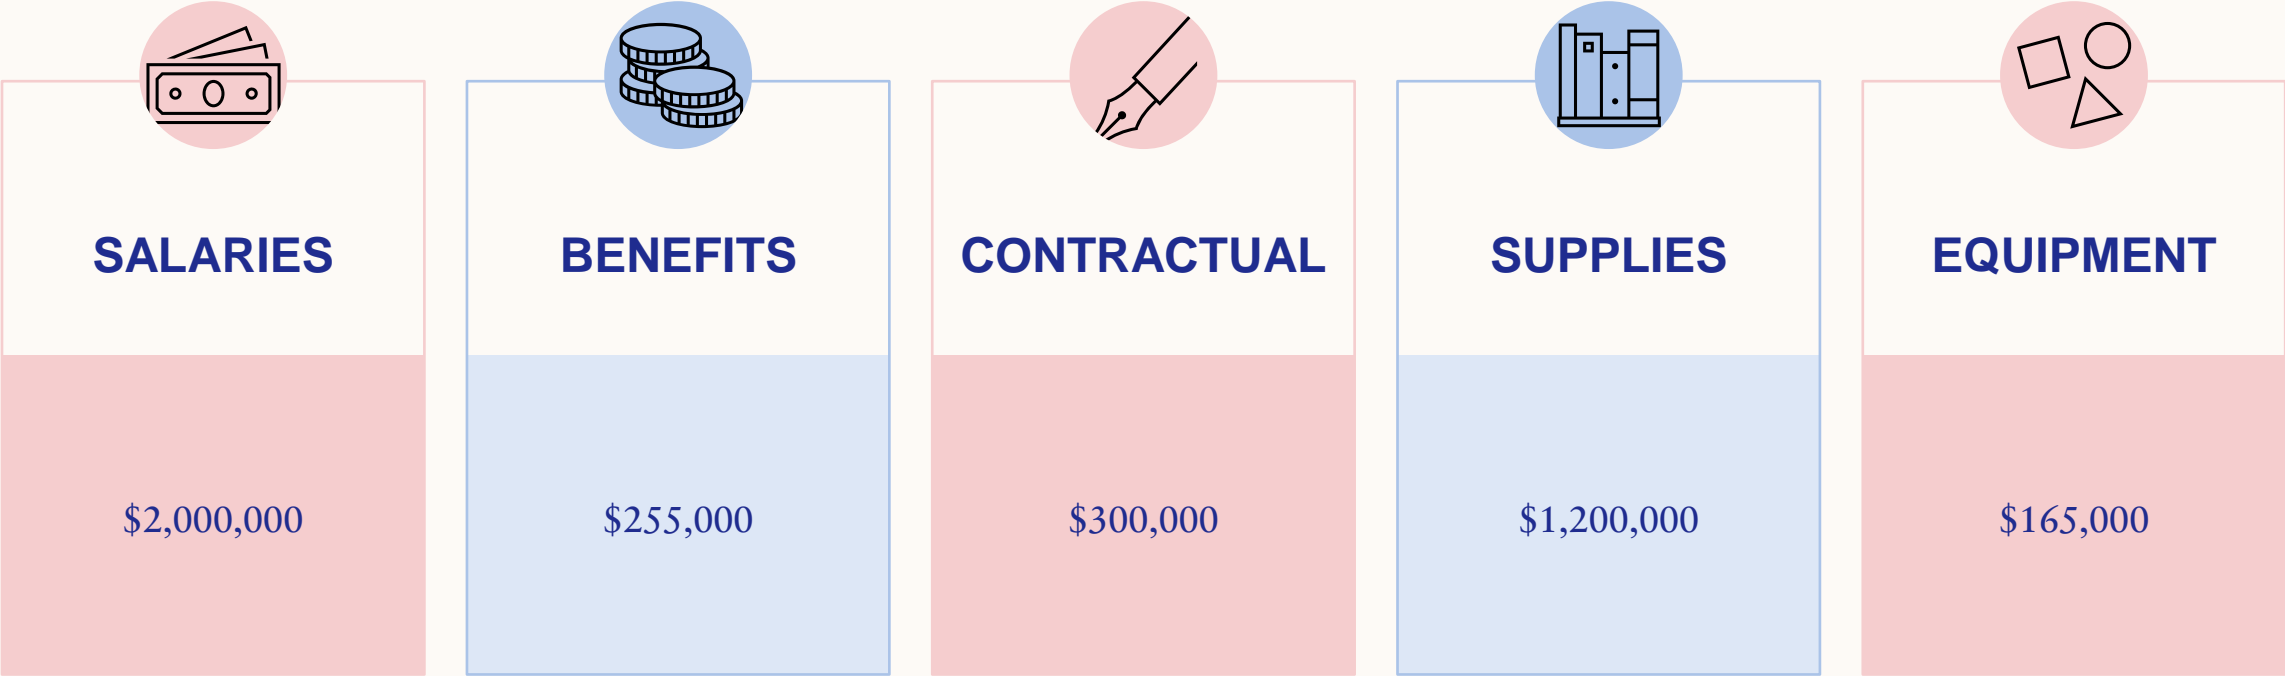 SALARIES
$2,000,000
BENEFITS
$255,000
CONTRACTUAL
$300,000
SUPPLIES
$1,200,000
EQUIPMENT
$165,000